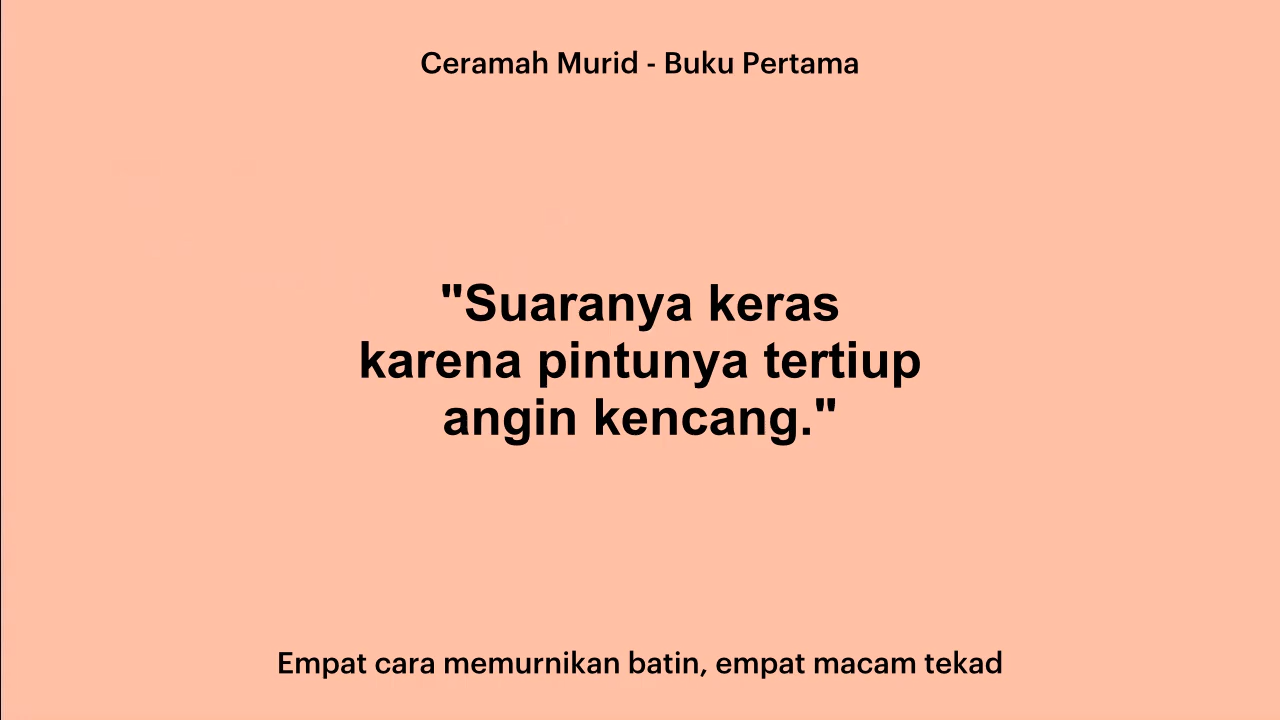 Ceramah Murid - Buku Pertama
"Suaranya keras
karena pintunya tertiup
angin kencang."
Empat cara memurnikan batin, empat macam tekad